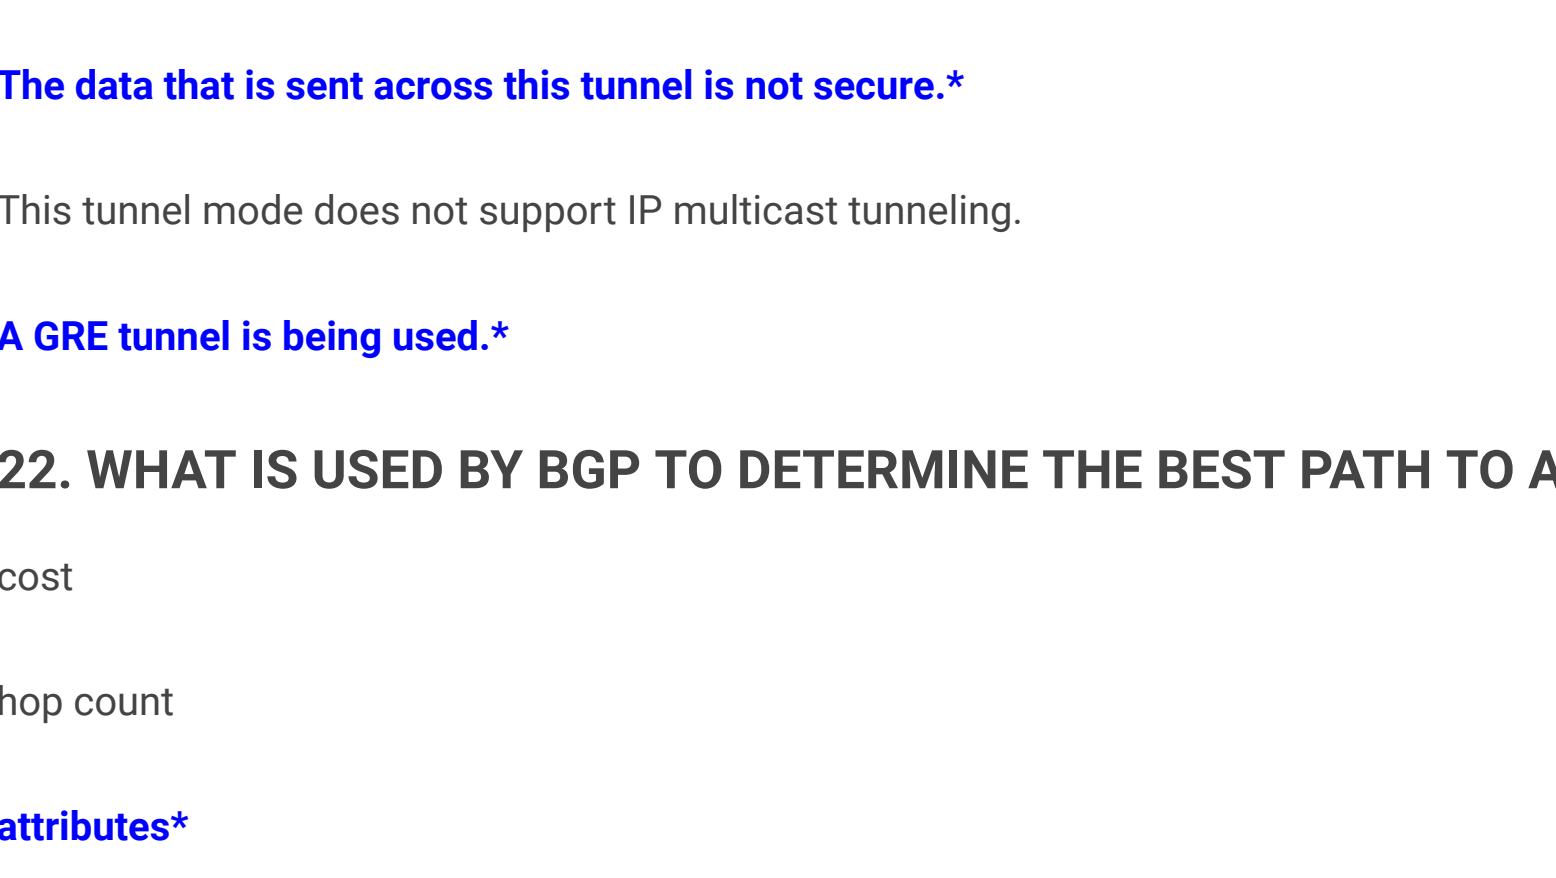 The data that is sent across this tunnel is not secure.*
This tunnel mode does not support IP multicast tunneling.
A GRE tunnel is being used.*
22. WHAT IS USED BY BGP TO DETERMINE THE BEST PATH TO A
cost
hop count
attributes*